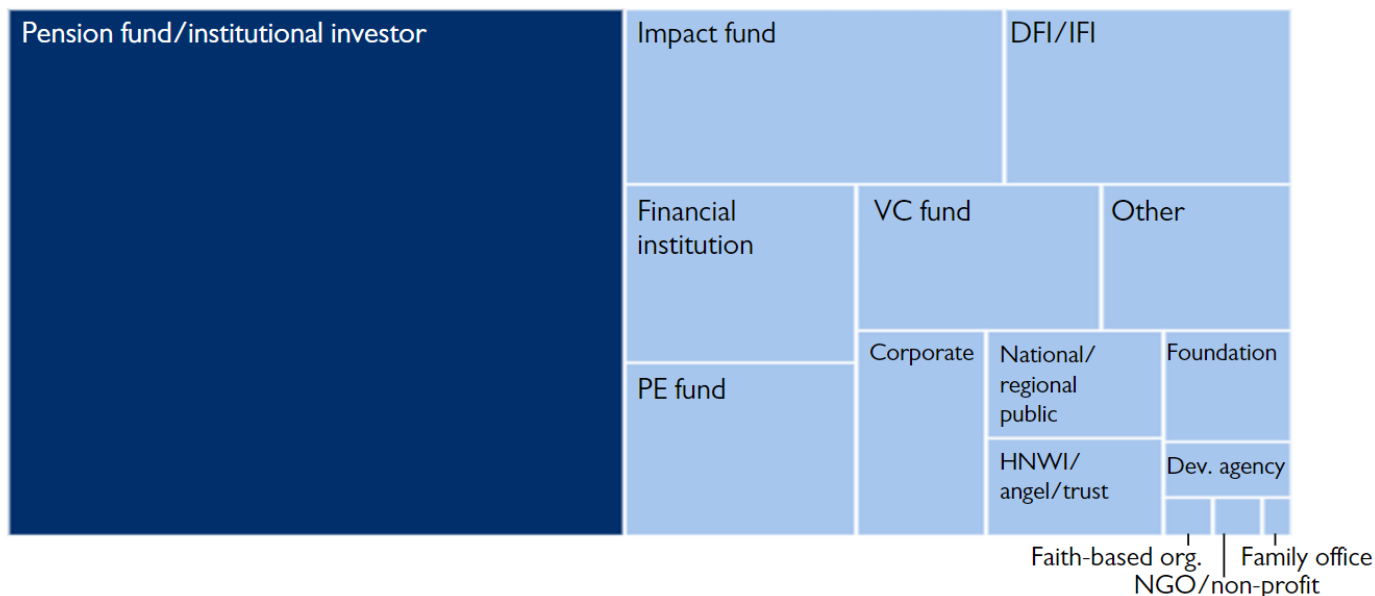 Pension fund/institutional investor
Impact fund
DFI/IFI
Financial
institution
VC fund
Other
PE fund
Corporate
National/
regional
public
Foundation
HNWI/
angel/trust
Dev. agency
Faith-based org.
Family office
NGO/non-profit